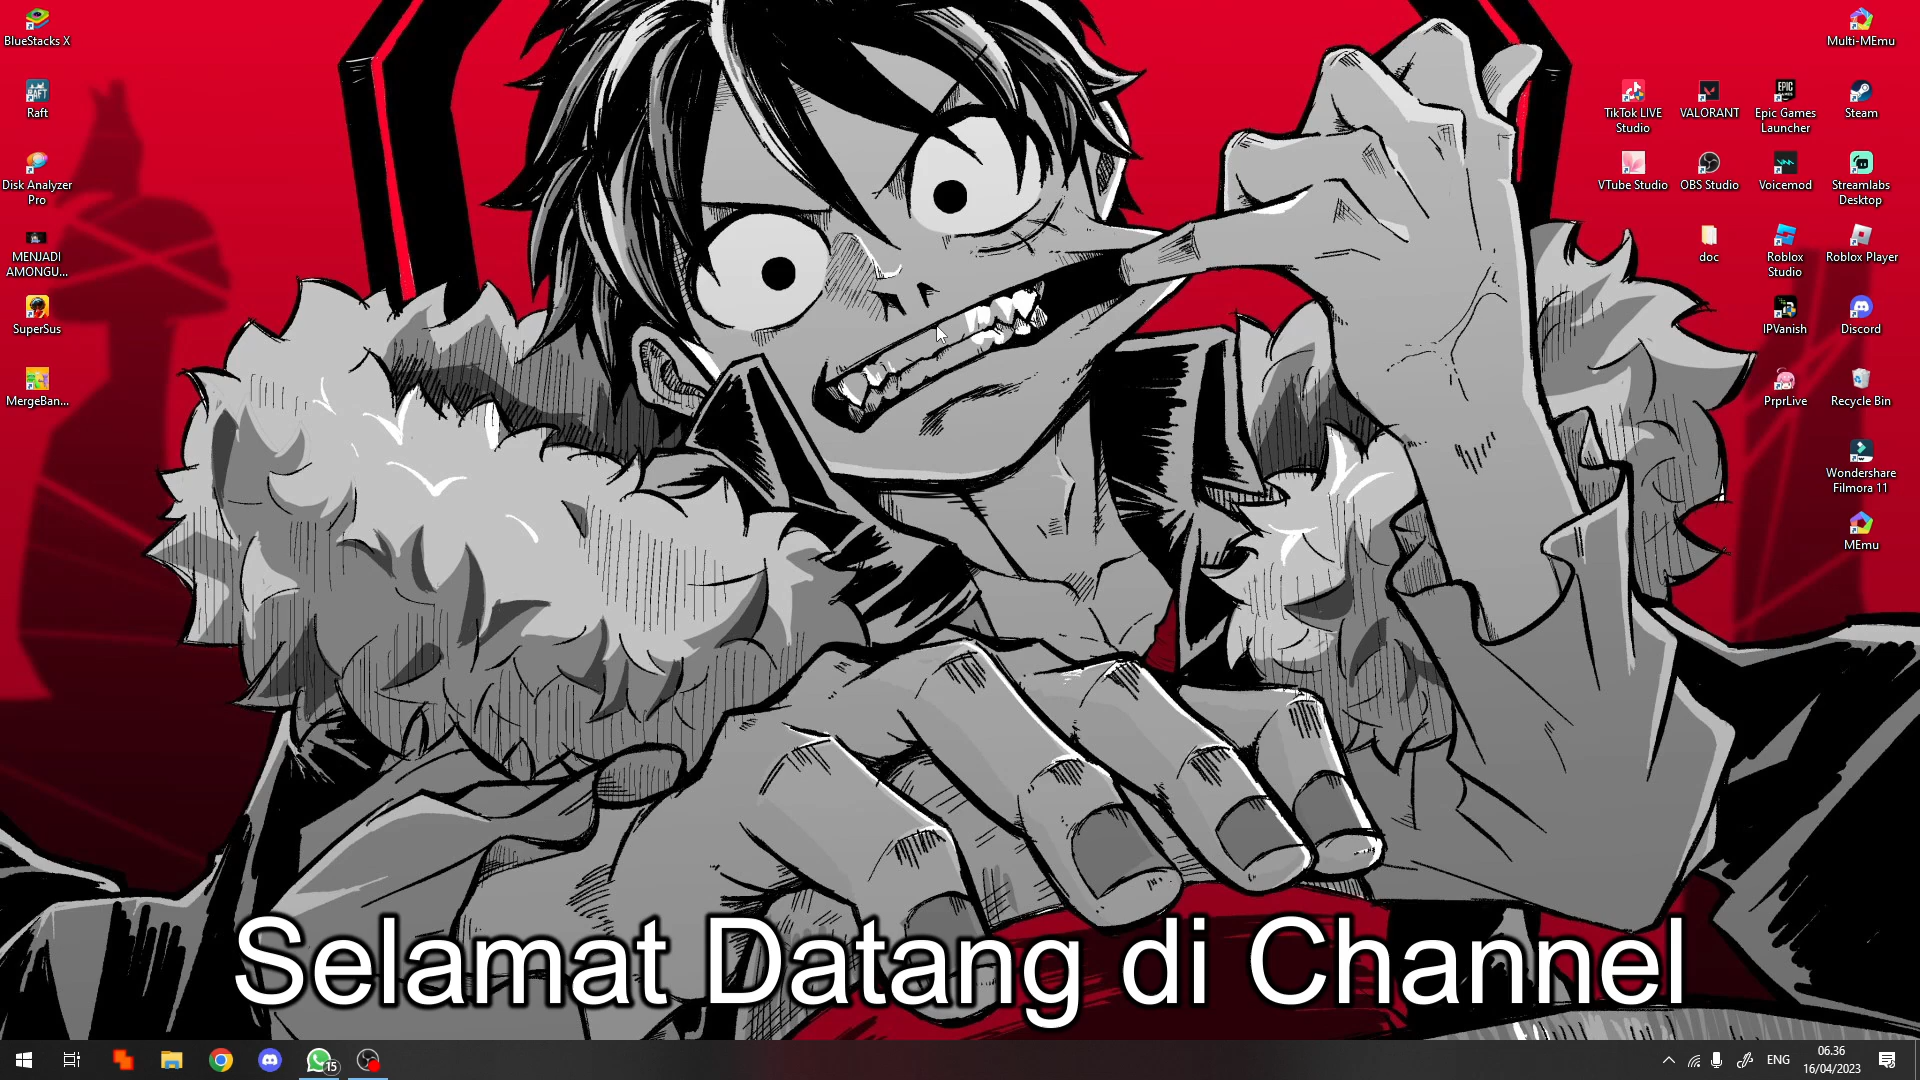 BlueStacks X
Raft
Disk Analyzer
Pro
MENJADI
AMONGU...
SuperSus
MergeBan...
Multi-MEmu
TikTok LIVE
Studio
VALORANT
Epic Games
Launcher
Steam
VTube Studio
OBS Studio
Voicemod
Streamlabs
Desktop
doc
Roblox
Studio
Roblox Player
IPVanish
Discord
PrprLive
Recycle Bin
Wondershare
Filmora 11
MEmu
Selamat Datang di Channel
15
ENG
06.36
16/04/2023